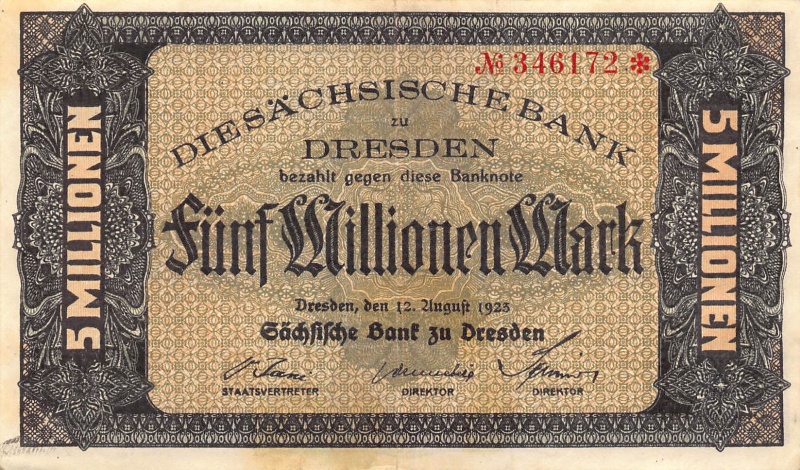 № 346172 *
DIE SÄCHSISCHE BANK
zu
DRESDEN
bezahlt gegen diese Banknote
Fünf Millionen Mark
Dresden, den 12. August 1923
Sächsische Bank zu Dresden
STAATSVERTRETER
DIREKTOR
DIREKTOR
5 MILLIONEN
5 MILLIONEN